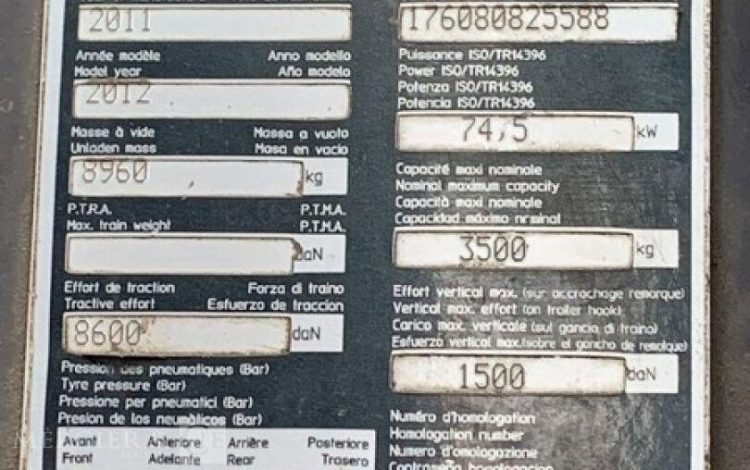 2011
Année modèle Anno modello
Model year Año modelo
2012
Masse à vide Massa a vuoto
Unladen mass Masa en vacio
8960 kg
P.T.R.A. P.T.M.A.
Max. train weight P.T.M.A.
daN
Effort de traction Forza di traino
Tractive effort Esfuerzo de traccion
8600 daN
Pression des pneumatiques (Bar)
Tyre pressure (Bar)
Pressione per pneumatici (Bar)
Presion de los neumàticos (Bar)
Avant Anteriore Arrière Posteriore
Front Adelante Rear Trasero
176080825588
Puissance ISO/TR14396
Power ISO/TR14396
Potenza ISO/TR14396
Potencia ISO/TR14396
74,5 kW
Capacité maxi nominale
Nominal maximum capacity
Capacità maxi nominale
Capacidad máximo nominal
3500 kg
Effort vertical max. (sur accrochage remorque)
Vertical max. effort (on trailer hook)
Carico max. verticale (sul gancio di traino)
Esfuerzo vertical max.(sobre el gancho de remolque)
1500 daN
Numéro d'homologation
Homologation number
Numero d'omologazione
Contraseña homologacion